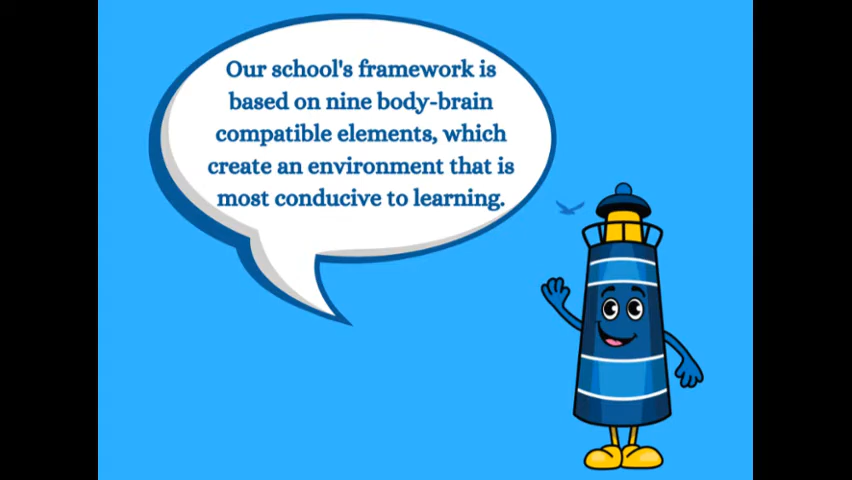 Our school's framework is
based on nine body-brain
compatible elements, which
create an environment that is
most conducive to learning.